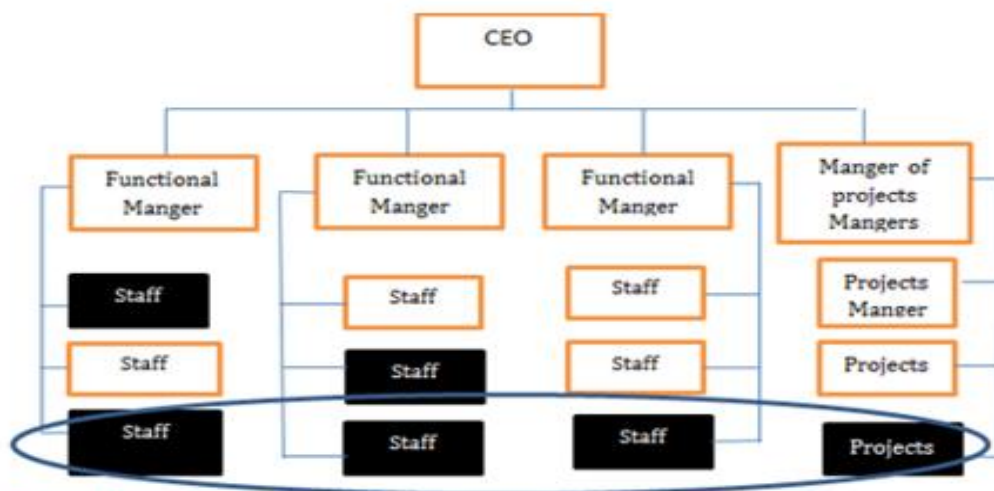 CEO
Functional
Manger
Functional
Manger
Functional
Manger
Manger of
projects
Mangers
Staff
Staff
Staff
Projects
Manger
Staff
Staff
Staff
Projects
Staff
Staff
Staff
Projects